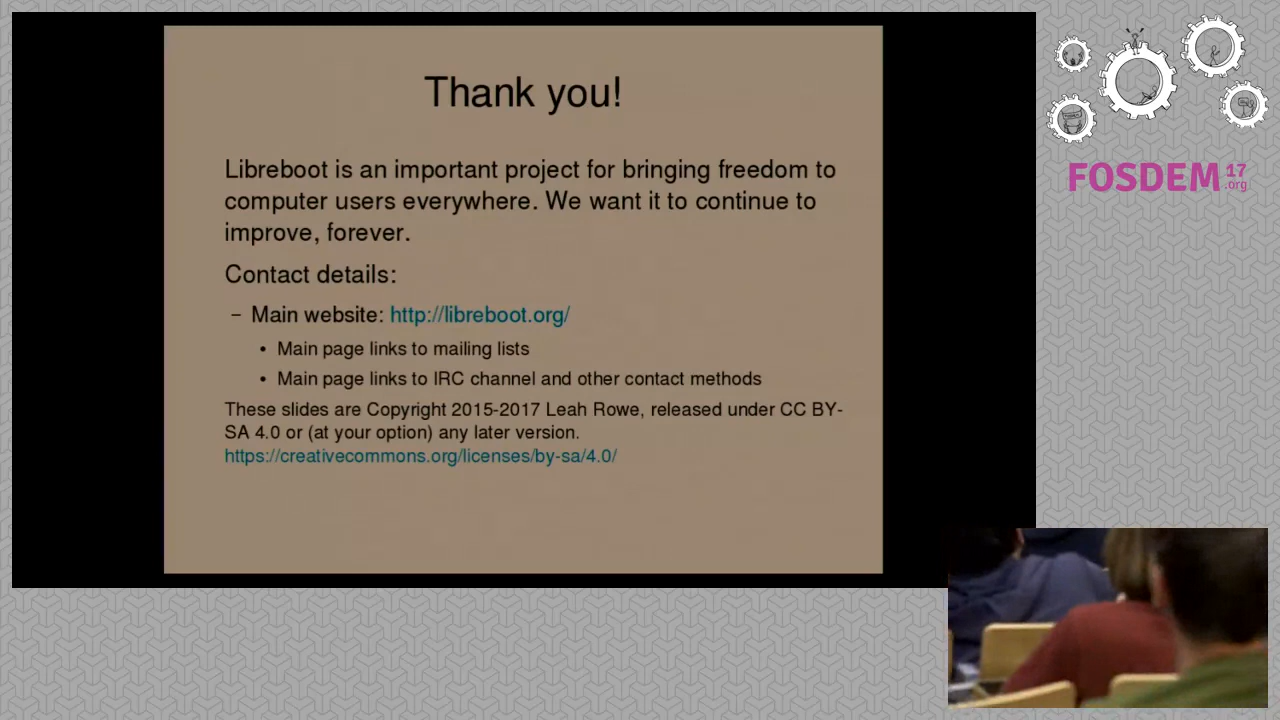 Thank you!
Libreboot is an important project for bringing freedom to
computer users everywhere. We want it to continue to
improve, forever.
Contact details:
– Main website: http://libreboot.org/
• Main page links to mailing lists
• Main page links to IRC channel and other contact methods
These slides are Copyright 2015-2017 Leah Rowe, released under CC BY-
SA 4.0 or (at your option) any later version.
https://creativecommons.org/licenses/by-sa/4.0/
FOSDEM 17
.org